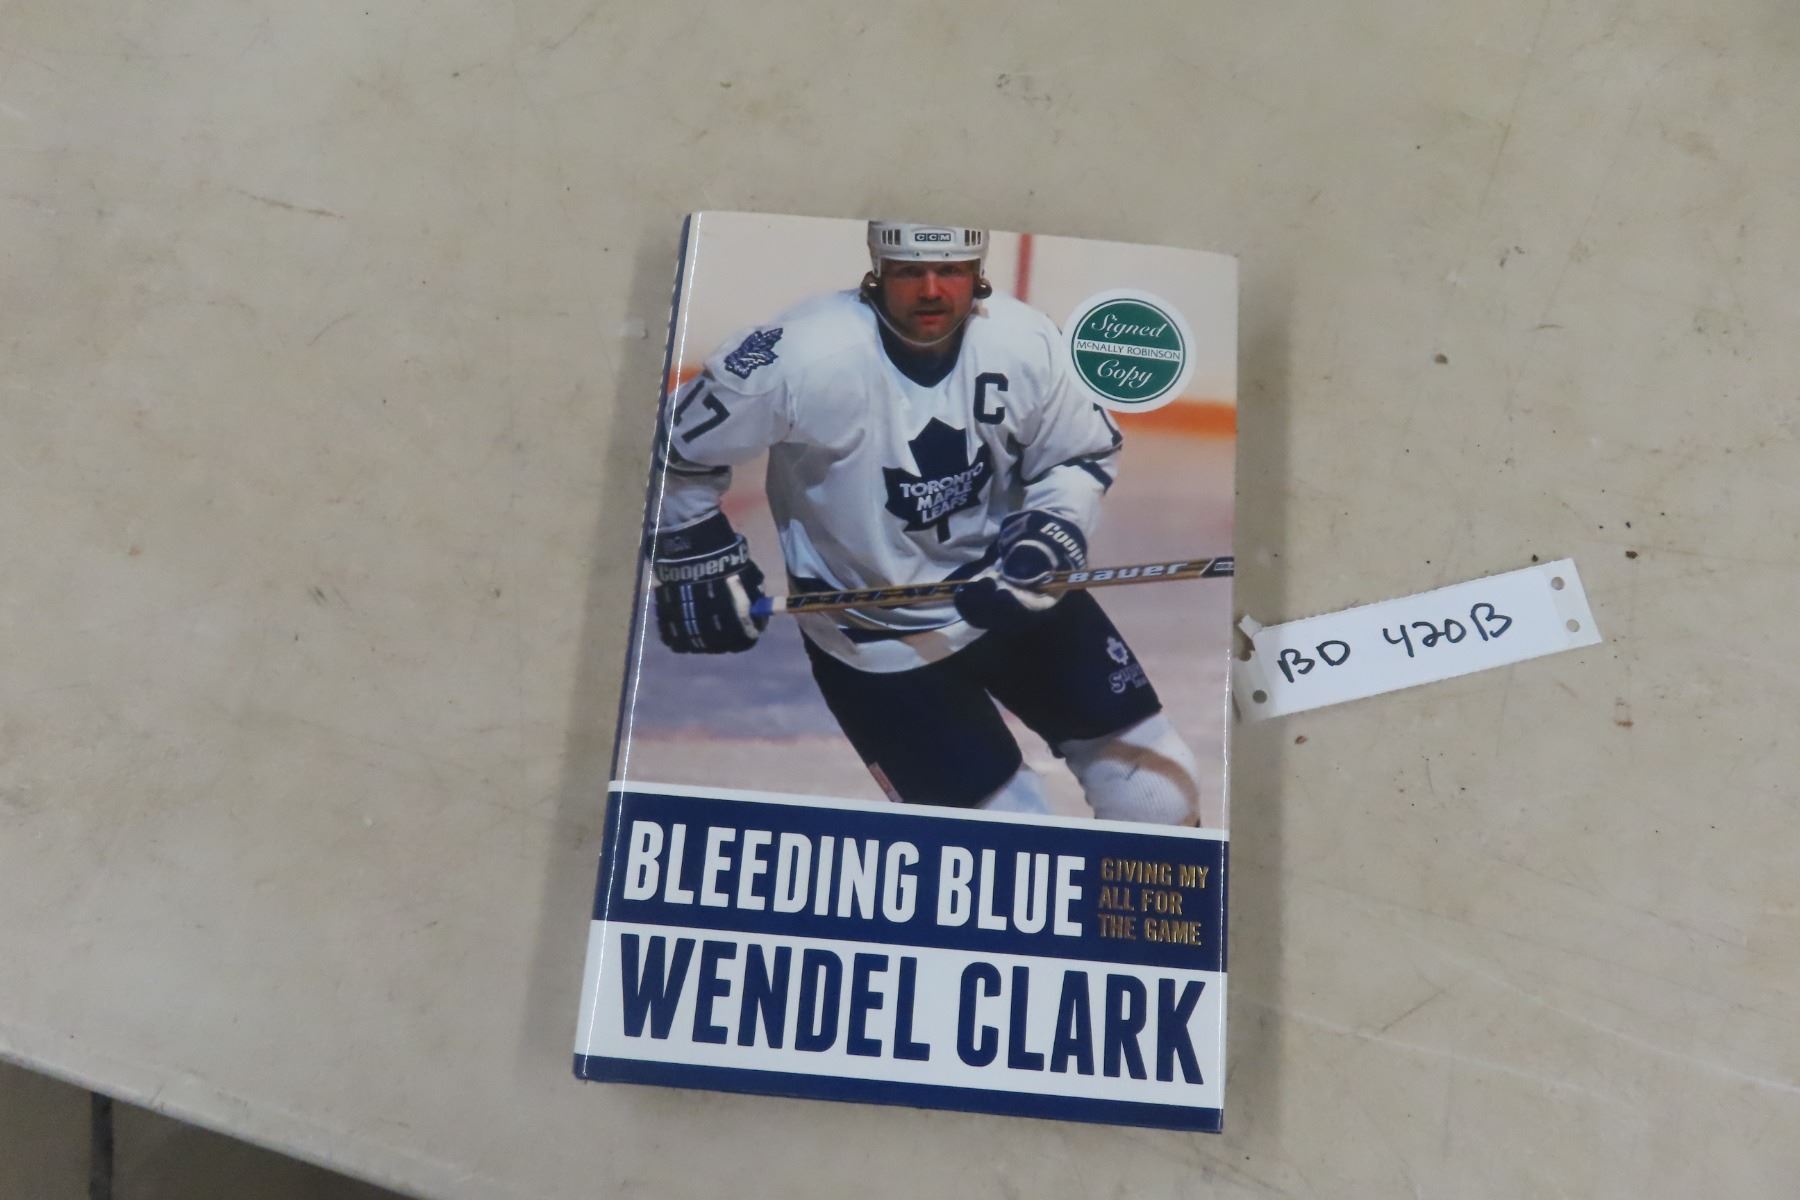 CCM
Signed
McNALLY ROBINSON
Copy
C
17
TORONTO
MAPLE
LEAFS
Cooper
Cooper
Bauer
BD 420B
BLEEDING BLUE
GIVING MY
ALL FOR
THE GAME
WENDEL CLARK